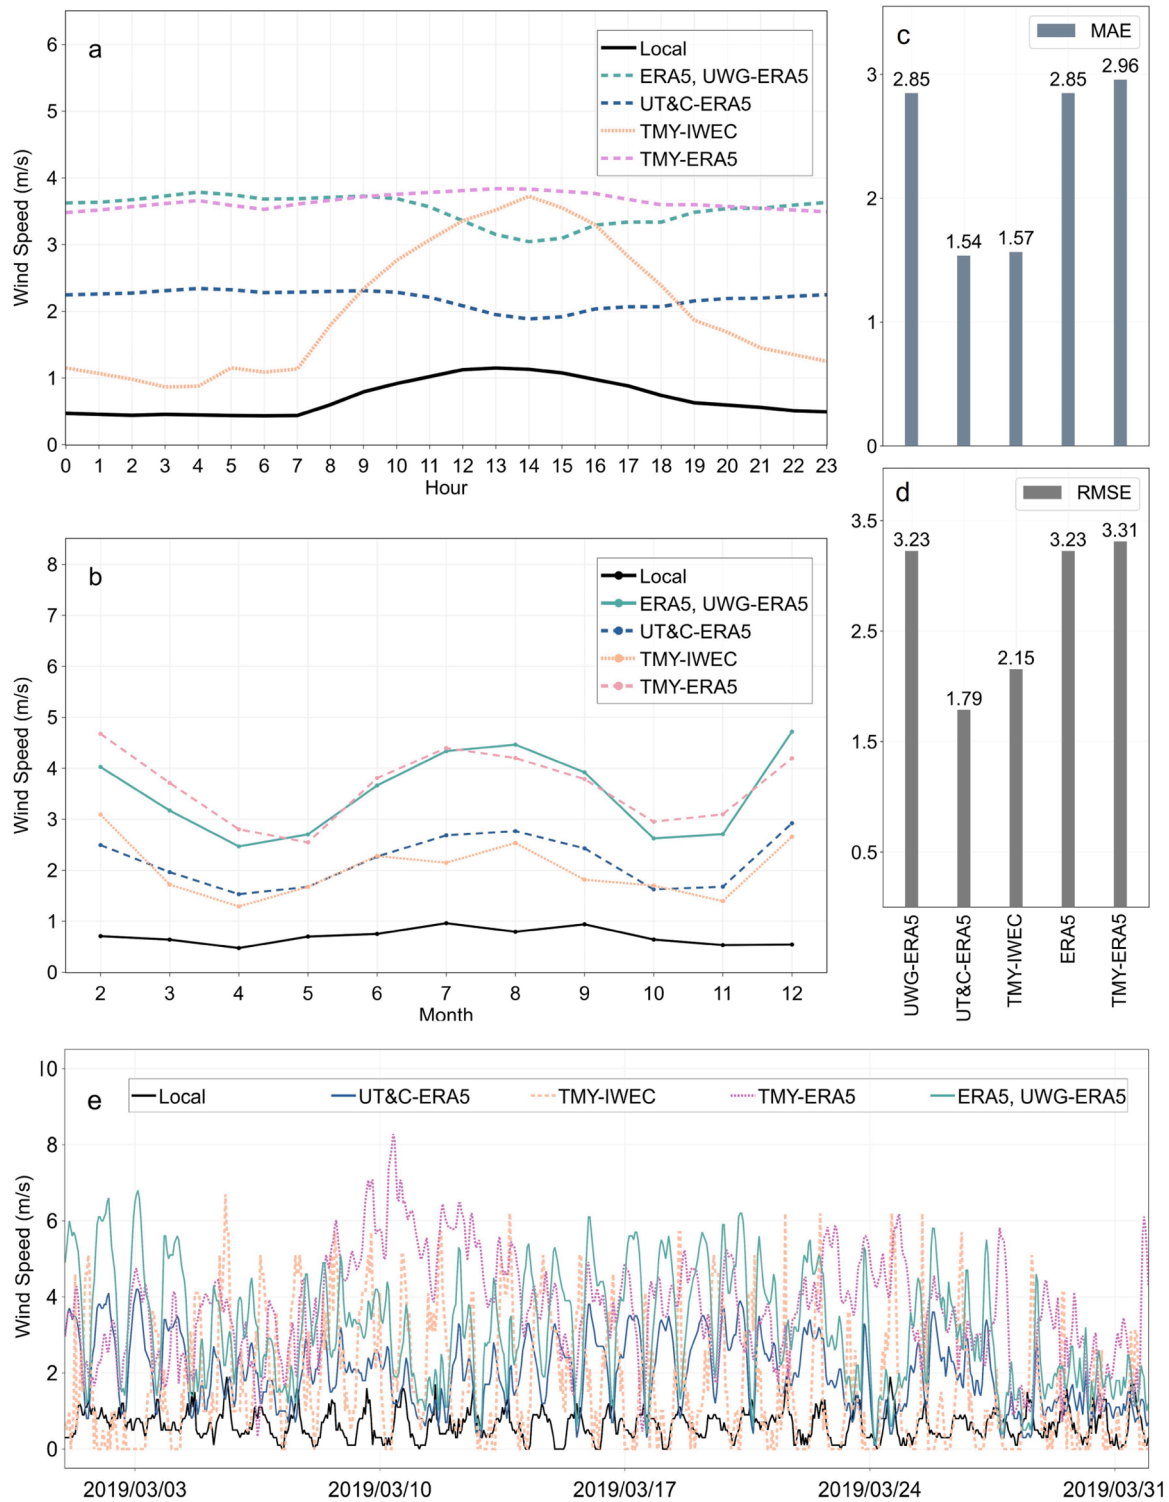 a
Local
ERA5, UWG-ERA5
UT&C-ERA5
TMY-IWEC
TMY-ERA5
Wind Speed (m/s)
6
5
4
3
2
1
0
0 1 2 3 4 5 6 7 8 9 10 11 12 13 14 15 16 17 18 19 20 21 22 23
Hour
c
MAE
3
2
1
0
2.85
1.54
1.57
2.85
2.96
b
Local
ERA5, UWG-ERA5
UT&C-ERA5
TMY-IWEC
TMY-ERA5
Wind Speed (m/s)
8
7
6
5
4
3
2
1
0
2 3 4 5 6 7 8 9 10 11 12
Month
d
RMSE
3.5
2.5
1.5
0.5
3.23
1.79
2.15
3.23
3.31
UWG-ERA5
UT&C-ERA5
TMY-IWEC
ERA5
TMY-ERA5
e
Local UT&C-ERA5 TMY-IWEC TMY-ERA5 ERA5, UWG-ERA5
Wind Speed (m/s)
10
8
6
4
2
0
2019/03/03 2019/03/10 2019/03/17 2019/03/24 2019/03/31